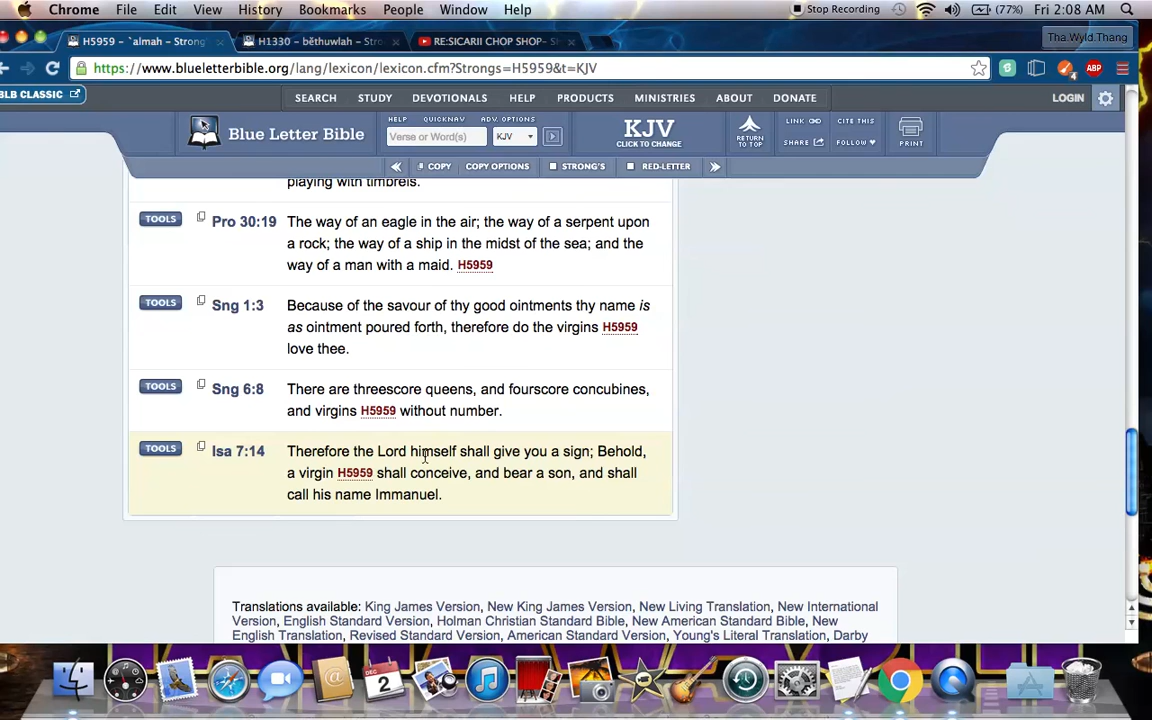 Chrome File Edit View History Bookmarks People Window Help Stop Recording (77%) Fri 2:08 AM
H5959 - `almah - Strong H1330 - bĕthuwlah - Stro RE:SICARII CHOP SHOP- S Tha.Wyld.Thang
https://www.blueletterbible.org/lang/lexicon/lexicon.cfm?Strongs=H5959&t=KJV ABP
BLB CLASSIC SEARCH STUDY DEVOTIONALS HELP PRODUCTS MINISTRIES ABOUT DONATE LOGIN
Blue Letter Bible
HELP QUICKNAV ADV. OPTIONS
Verse or Word(s) KJV
KJV
CLICK TO CHANGE
RETURN
TO TOP
LINK CITE THIS
SHARE FOLLOW
PRINT
COPY COPY OPTIONS STRONG'S RED-LETTER
playing with timbrels.
TOOLS Pro 30:19 The way of an eagle in the air; the way of a serpent upon
a rock; the way of a ship in the midst of the sea; and the
way of a man with a maid. H5959
TOOLS Sng 1:3 Because of the savour of thy good ointments thy name is
as ointment poured forth, therefore do the virgins H5959
love thee.
TOOLS Sng 6:8 There are threescore queens, and fourscore concubines,
and virgins H5959 without number.
TOOLS Isa 7:14 Therefore the Lord himself shall give you a sign; Behold,
a virgin H5959 shall conceive, and bear a son, and shall
call his name Immanuel.
Translations available: King James Version, New King James Version, New Living Translation, New International
Version, English Standard Version, Holman Christian Standard Bible, New American Standard Bible, New
English Translation, Revised Standard Version, American Standard Version, Young's Literal Translation, Darby
DEC
2